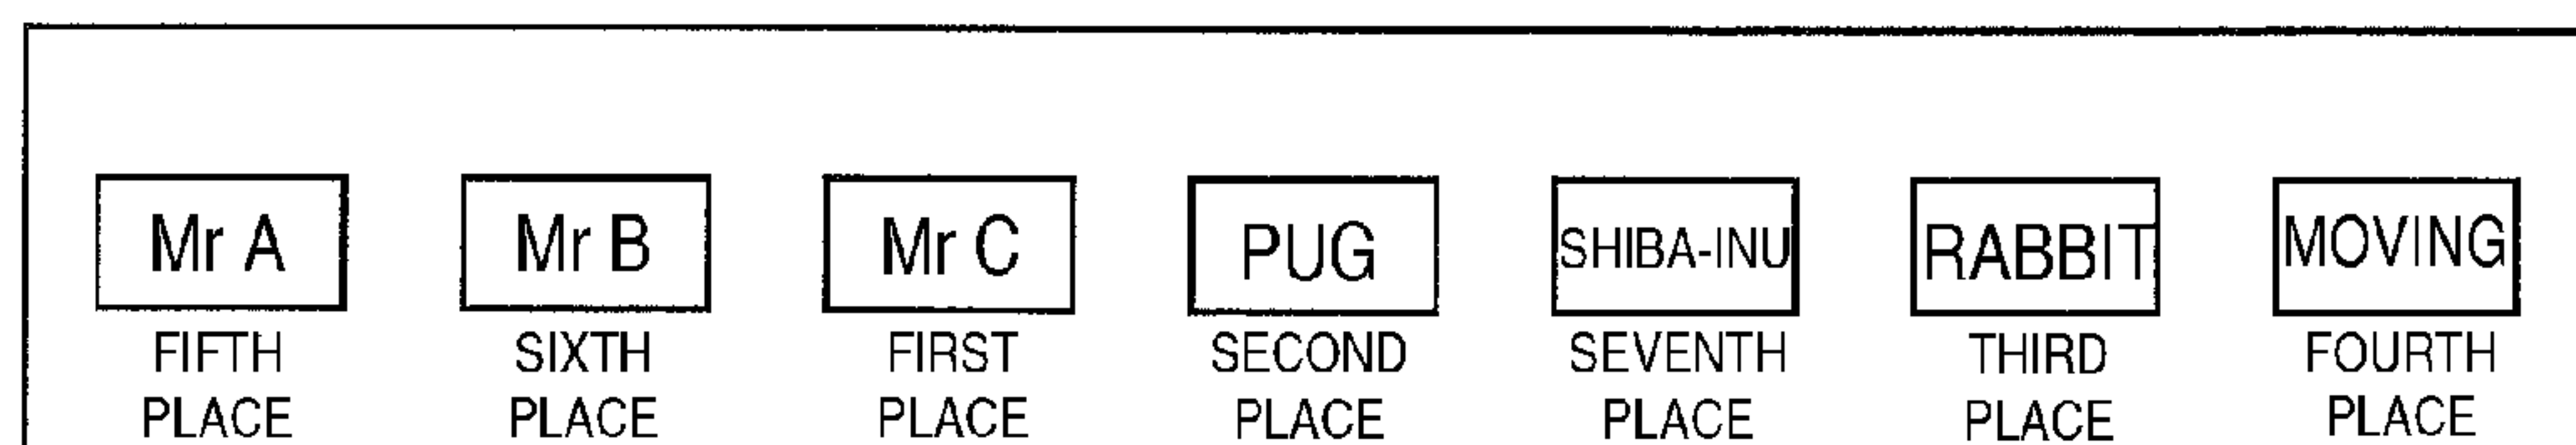 Mr A Mr B Mr C PUG SHIBA-INU RABBIT MOVING
FIFTH SIXTH FIRST SECOND SEVENTH THIRD FOURTH
PLACE PLACE PLACE PLACE PLACE PLACE PLACE